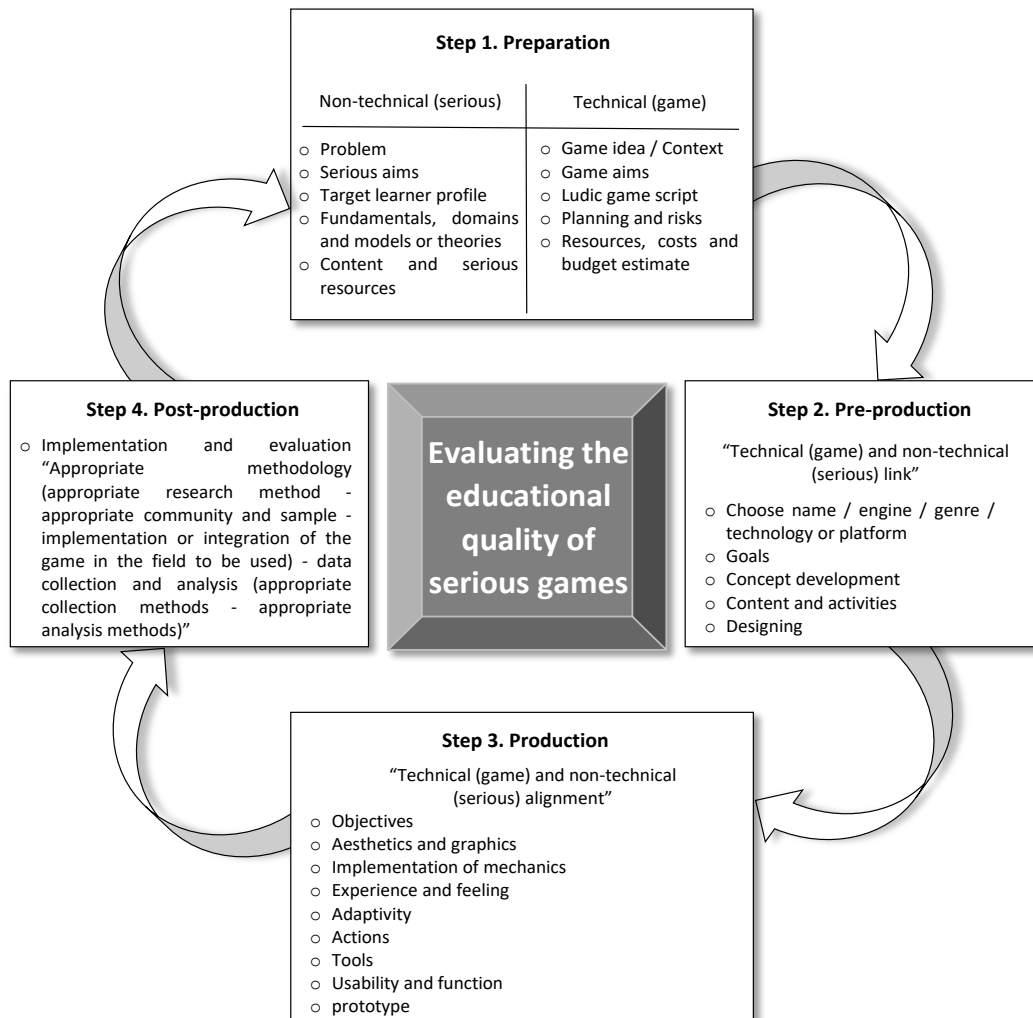 Step 1. Preparation
Non-technical (serious)
Technical (game)
○ Problem
○ Serious aims
○ Target learner profile
○ Fundamentals, domains
and models or theories
○ Content and serious
resources
○ Game idea / Context
○ Game aims
○ Ludic game script
○ Planning and risks
○ Resources, costs and
budget estimate
Step 4. Post-production
○ Implementation and evaluation
“Appropriate methodology
(appropriate research method -
appropriate community and sample -
implementation or integration of the
game in the field to be used) - data
collection and analysis (appropriate
collection methods - appropriate
analysis methods)”
Evaluating the
educational
quality of
serious games
Step 2. Pre-production
“Technical (game) and non-technical
(serious) link”
○ Choose name / engine / genre /
technology or platform
○ Goals
○ Concept development
○ Content and activities
○ Designing
Step 3. Production
“Technical (game) and non-technical
(serious) alignment”
○ Objectives
○ Aesthetics and graphics
○ Implementation of mechanics
○ Experience and feeling
○ Adaptivity
○ Actions
○ Tools
○ Usability and function
○ prototype